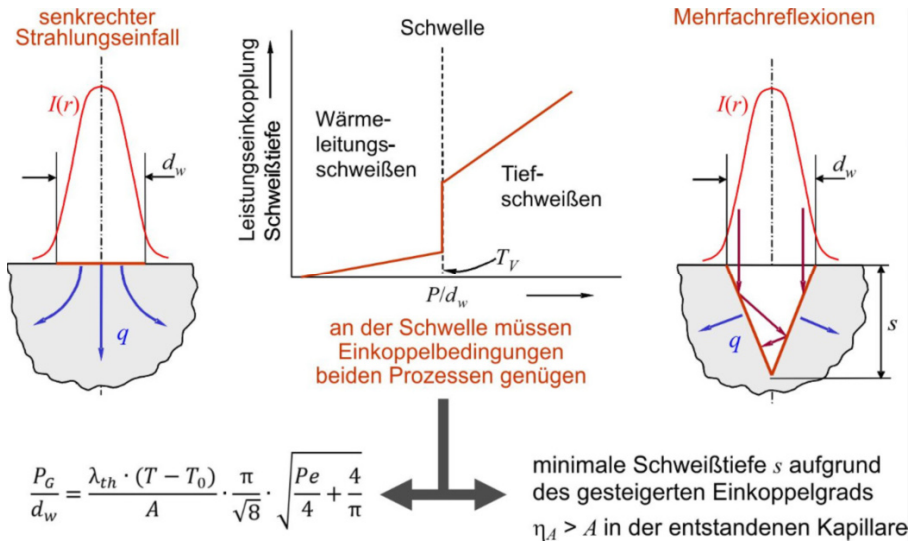 senkrechter
Strahlungseinfall
I(r)
d_w
q
Leistungseinkopplung
Schweißtiefe
Schwelle
Wärme-
leitungs-
schweißen
Tief-
schweißen
T_V
P/d_w
an der Schwelle müssen
Einkoppelbedingungen
beiden Prozessen genügen
Mehrfachreflexionen
I(r)
d_w
q
s
P_G/d_w = λ_th · (T − T_0)/A · π/√8 · √(Pe/4 + 4/π)
minimale Schweißtiefe s aufgrund
des gesteigerten Einkoppelgrads
η_A > A in der entstandenen Kapillare